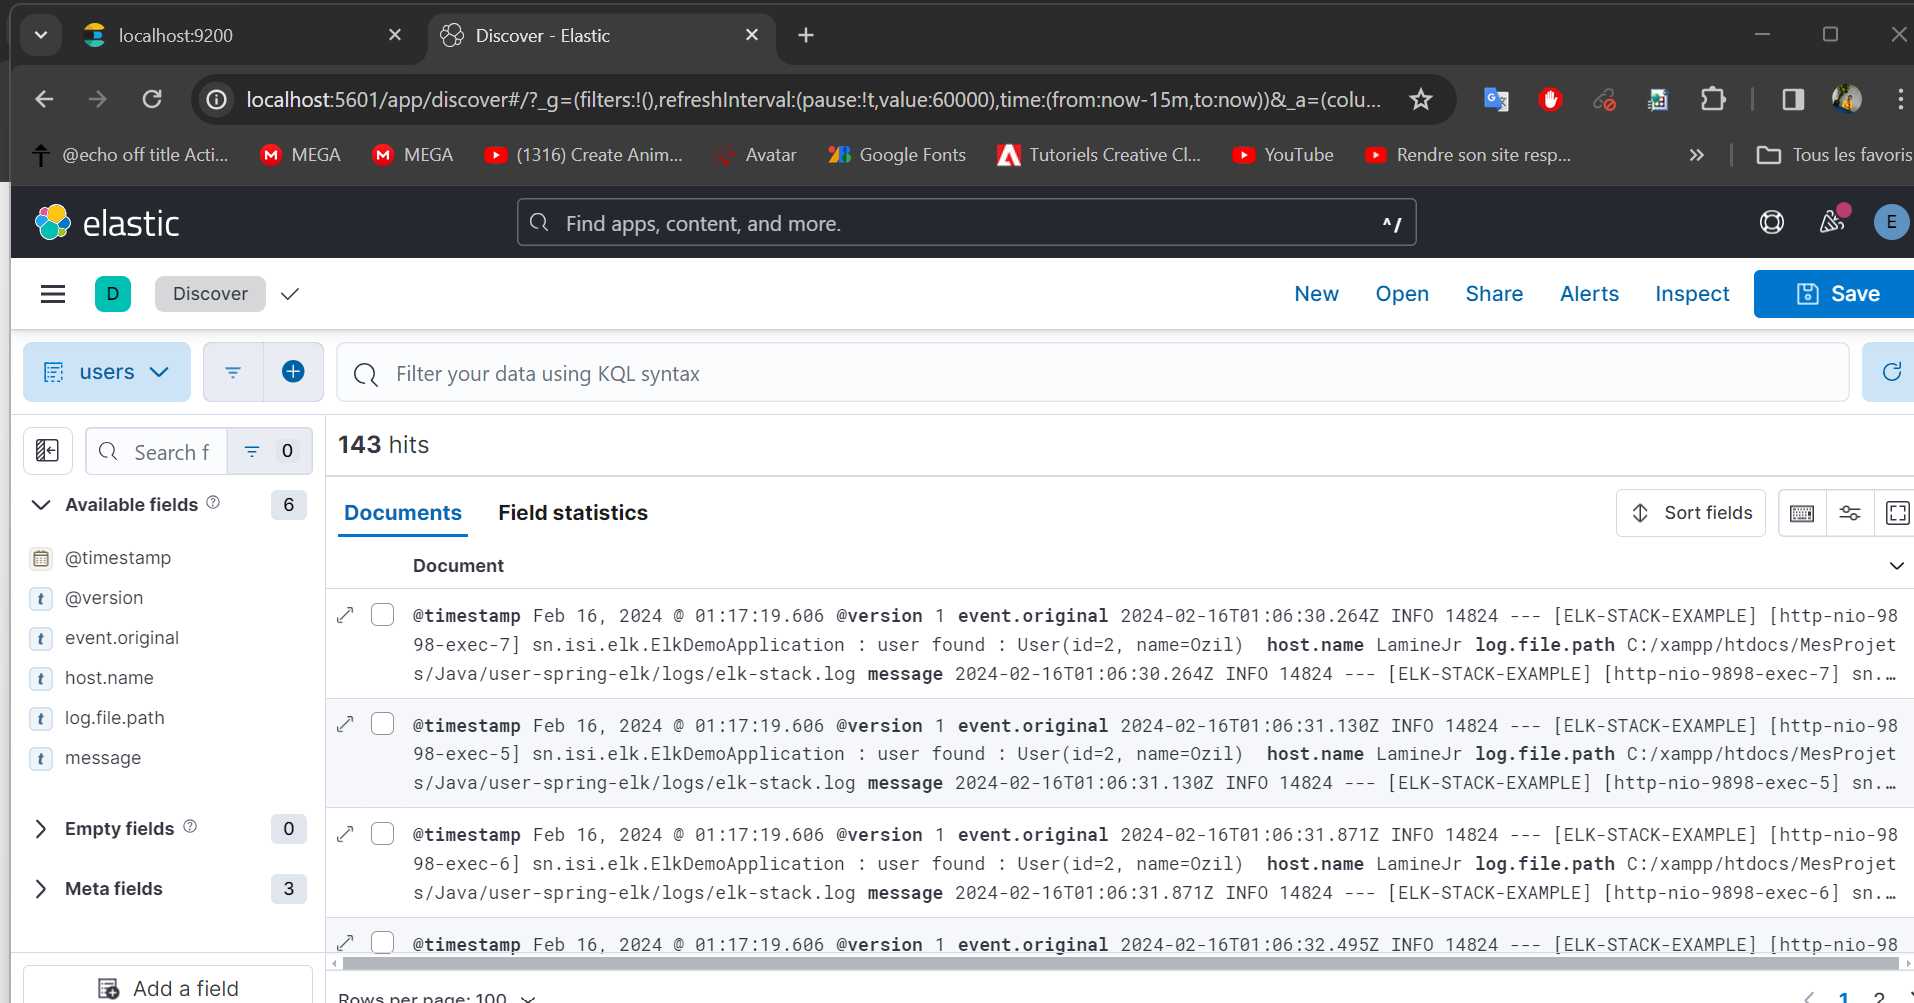 localhost:9200
Discover - Elastic
localhost:5601/app/discover#/?_g=(filters:!(),refreshInterval:(pause:!t,value:60000),time:(from:now-15m,to:now))&_a=(colu...
@echo off title Acti... MEGA MEGA (1316) Create Anim... Avatar Google Fonts Tutoriels Creative Cl... YouTube Rendre son site resp... » Tous les favoris
elastic
Find apps, content, and more. ^/
E
D Discover New Open Share Alerts Inspect Save
users Filter your data using KQL syntax
Search f 0
143 hits
Available fields 6
@timestamp
@version
event.original
host.name
log.file.path
message
Empty fields 0
Meta fields 3
Add a field
Documents Field statistics Sort fields
Document
@timestamp Feb 16, 2024 @ 01:17:19.606 @version 1 event.original 2024-02-16T01:06:30.264Z INFO 14824 --- [ELK-STACK-EXAMPLE] [http-nio-98
98-exec-7] sn.isi.elk.ElkDemoApplication : user found : User(id=2, name=Ozil) host.name LamineJr log.file.path C:/xampp/htdocs/MesProjet
s/Java/user-spring-elk/logs/elk-stack.log message 2024-02-16T01:06:30.264Z INFO 14824 --- [ELK-STACK-EXAMPLE] [http-nio-9898-exec-7] sn.…
@timestamp Feb 16, 2024 @ 01:17:19.606 @version 1 event.original 2024-02-16T01:06:31.130Z INFO 14824 --- [ELK-STACK-EXAMPLE] [http-nio-98
98-exec-5] sn.isi.elk.ElkDemoApplication : user found : User(id=2, name=Ozil) host.name LamineJr log.file.path C:/xampp/htdocs/MesProjet
s/Java/user-spring-elk/logs/elk-stack.log message 2024-02-16T01:06:31.130Z INFO 14824 --- [ELK-STACK-EXAMPLE] [http-nio-9898-exec-5] sn.…
@timestamp Feb 16, 2024 @ 01:17:19.606 @version 1 event.original 2024-02-16T01:06:31.871Z INFO 14824 --- [ELK-STACK-EXAMPLE] [http-nio-98
98-exec-6] sn.isi.elk.ElkDemoApplication : user found : User(id=2, name=Ozil) host.name LamineJr log.file.path C:/xampp/htdocs/MesProjet
s/Java/user-spring-elk/logs/elk-stack.log message 2024-02-16T01:06:31.871Z INFO 14824 --- [ELK-STACK-EXAMPLE] [http-nio-9898-exec-6] sn.…
@timestamp Feb 16, 2024 @ 01:17:19.606 @version 1 event.original 2024-02-16T01:06:32.495Z INFO 14824 --- [ELK-STACK-EXAMPLE] [http-nio-98
Rows per page: 100 1 2